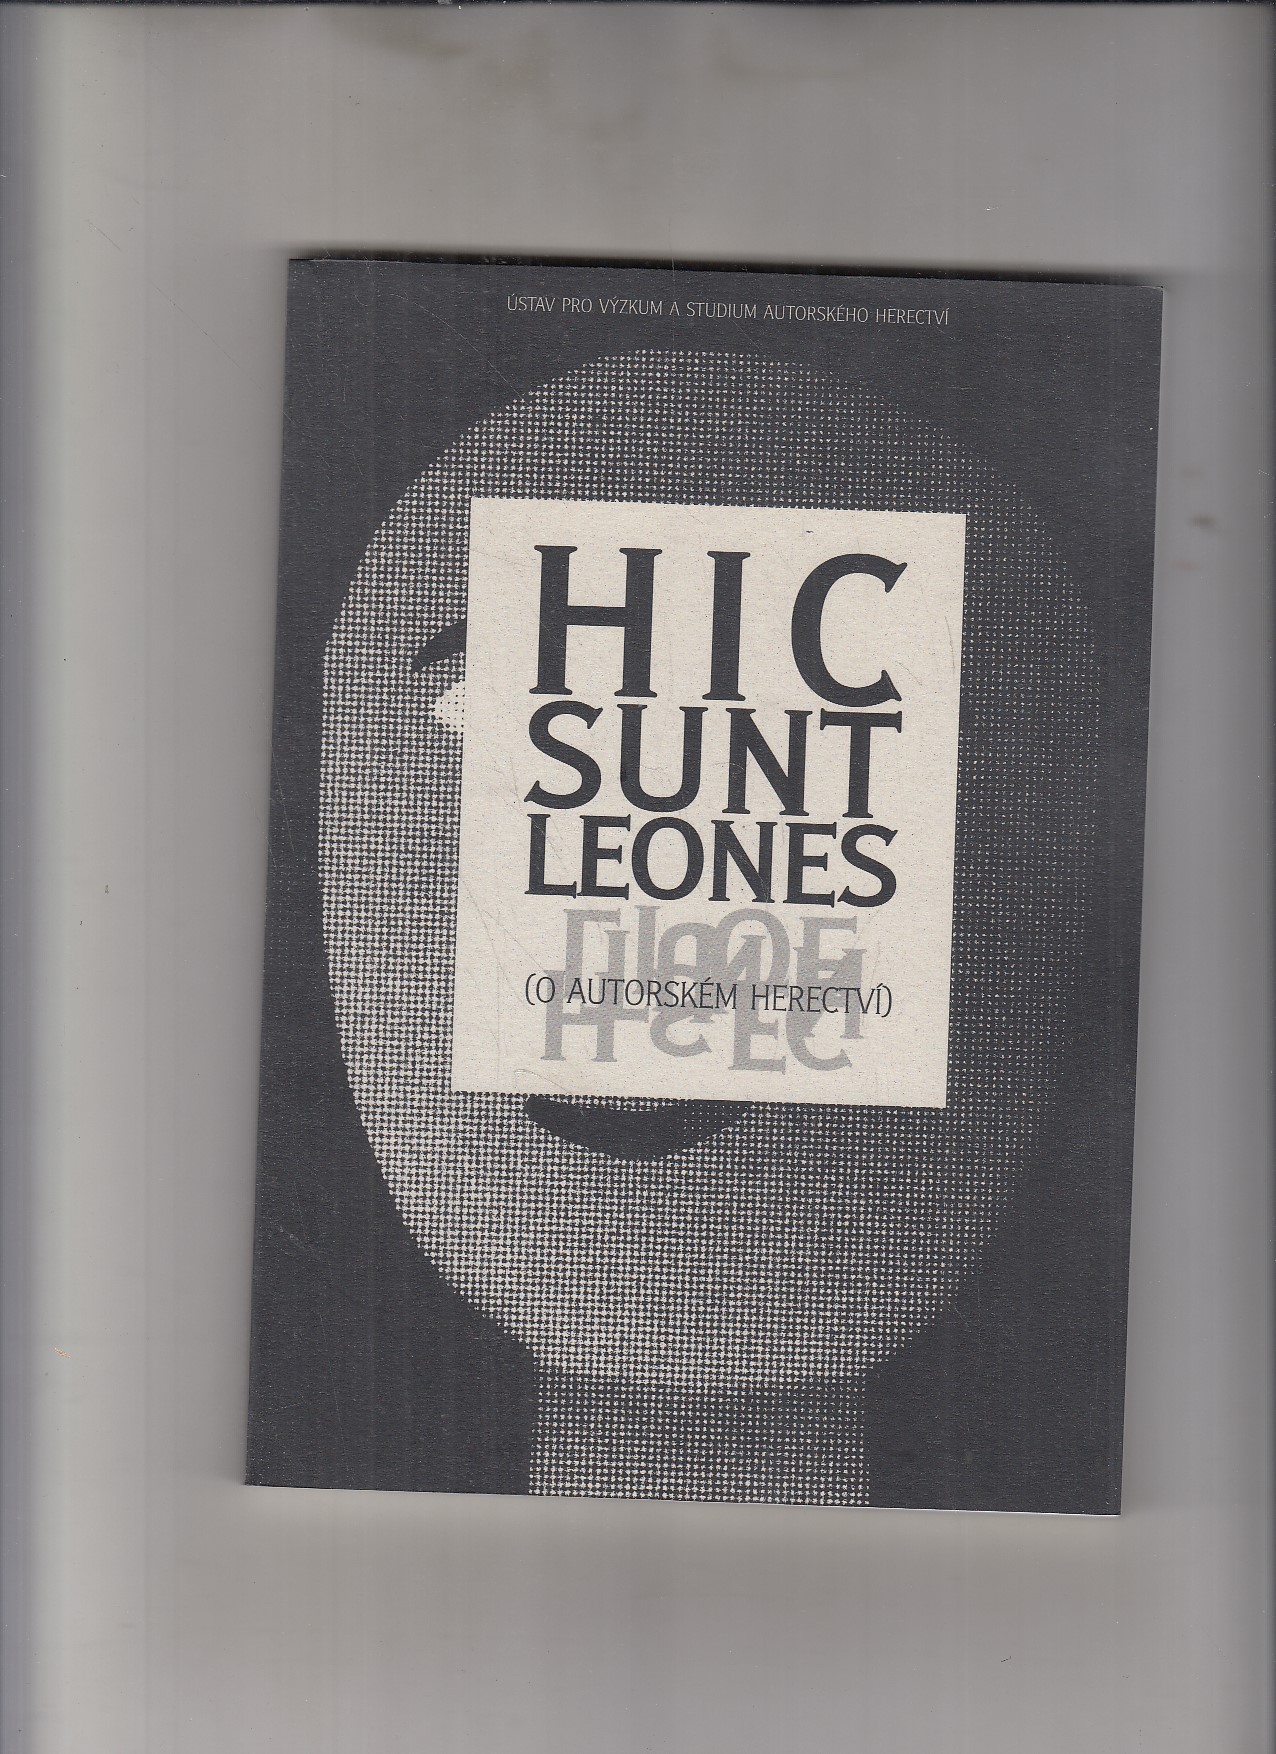 ÚSTAV PRO VÝZKUM A STUDIUM AUTORSKÉHO HERECTVÍ
HIC
SUNT
LEONES
(O AUTORSKÉM HERECTVÍ)